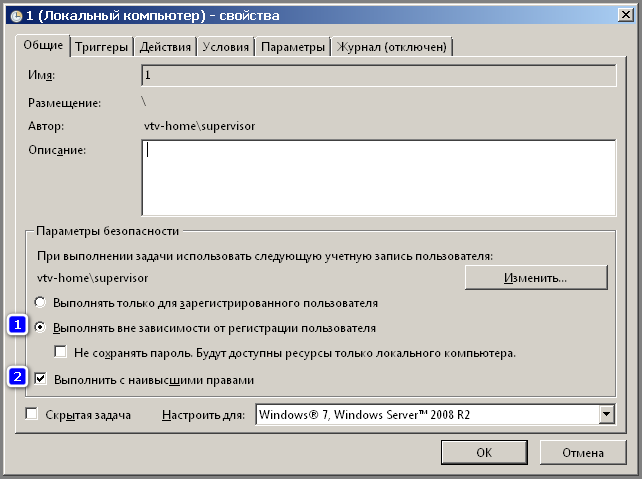 1 (Локальный компьютер) - свойства
Общие Триггеры Действия Условия Параметры Журнал (отключен)
Имя: 1
Размещение: \
Автор: vtv-home\supervisor
Описание:
Параметры безопасности
При выполнении задачи использовать следующую учетную запись пользователя:
vtv-home\supervisor Изменить...
Выполнять только для зарегистрированного пользователя
1 Выполнять вне зависимости от регистрации пользователя
Не сохранять пароль. Будут доступны ресурсы только локального компьютера.
2 Выполнить с наивысшими правами
Скрытая задача Настроить для: Windows® 7, Windows Server™ 2008 R2
OK Отмена